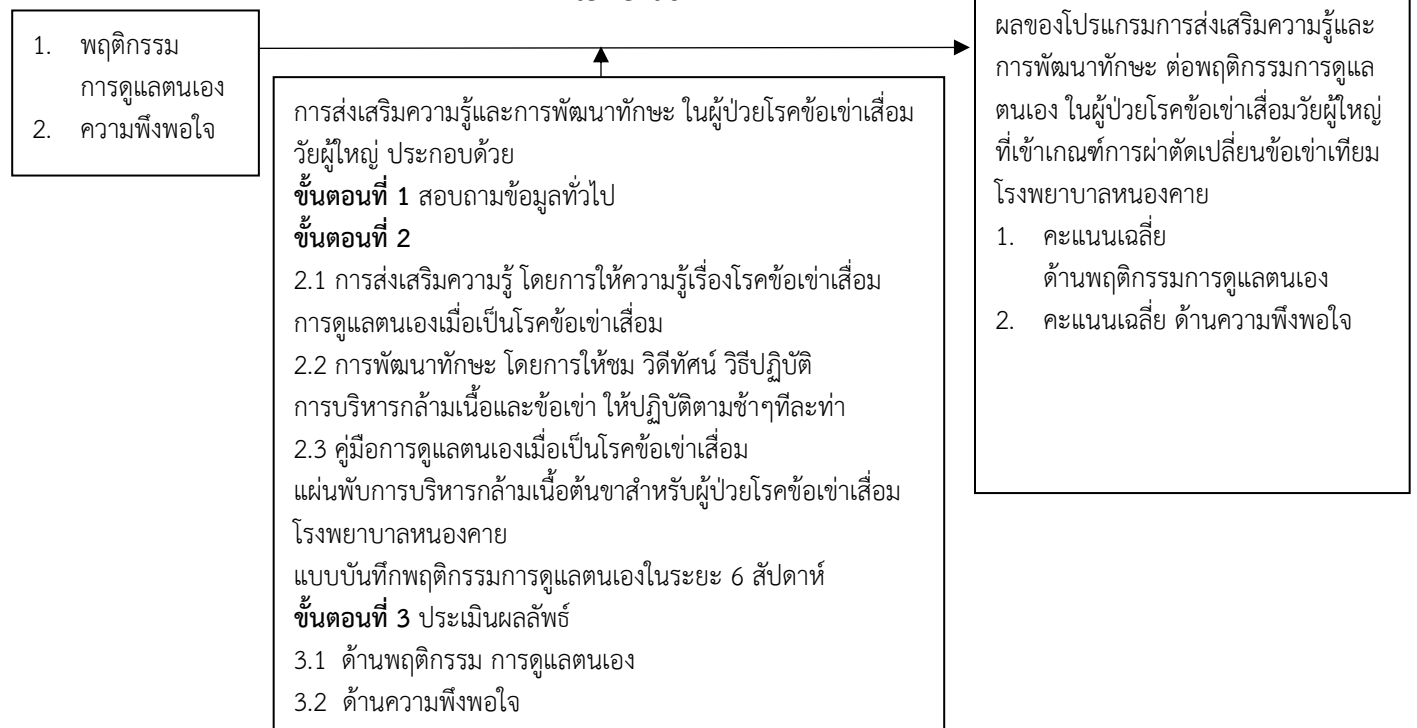 1. พฤติกรรม
การดูแลตนเอง
2. ความพึงพอใจ
การส่งเสริมความรู้และการพัฒนาทักษะ ในผู้ป่วยโรคข้อเข่าเสื่อม
วัยผู้ใหญ่ ประกอบด้วย
ขั้นตอนที่ 1 สอบถามข้อมูลทั่วไป
ขั้นตอนที่ 2
2.1 การส่งเสริมความรู้ โดยการให้ความรู้เรื่องโรคข้อเข่าเสื่อม
การดูแลตนเองเมื่อเป็นโรคข้อเข่าเสื่อม
2.2 การพัฒนาทักษะ โดยการให้ชม วิดีทัศน์ วิธีปฏิบัติ
การบริหารกล้ามเนื้อและข้อเข่า ให้ปฏิบัติตามช้าๆทีละท่า
2.3 คู่มือการดูแลตนเองเมื่อเป็นโรคข้อเข่าเสื่อม
แผ่นพับการบริหารกล้ามเนื้อต้นขาสำหรับผู้ป่วยโรคข้อเข่าเสื่อม
โรงพยาบาลหนองคาย
แบบบันทึกพฤติกรรมการดูแลตนเองในระยะ 6 สัปดาห์
ขั้นตอนที่ 3 ประเมินผลลัพธ์
3.1 ด้านพฤติกรรม การดูแลตนเอง
3.2 ด้านความพึงพอใจ
ผลของโปรแกรมการส่งเสริมความรู้และ
การพัฒนาทักษะ ต่อพฤติกรรมการดูแล
ตนเอง ในผู้ป่วยโรคข้อเข่าเสื่อมวัยผู้ใหญ่
ที่เข้าเกณฑ์การผ่าตัดเปลี่ยนข้อเข่าเทียม
โรงพยาบาลหนองคาย
1. คะแนนเฉลี่ย
ด้านพฤติกรรมการดูแลตนเอง
2. คะแนนเฉลี่ย ด้านความพึงพอใจ